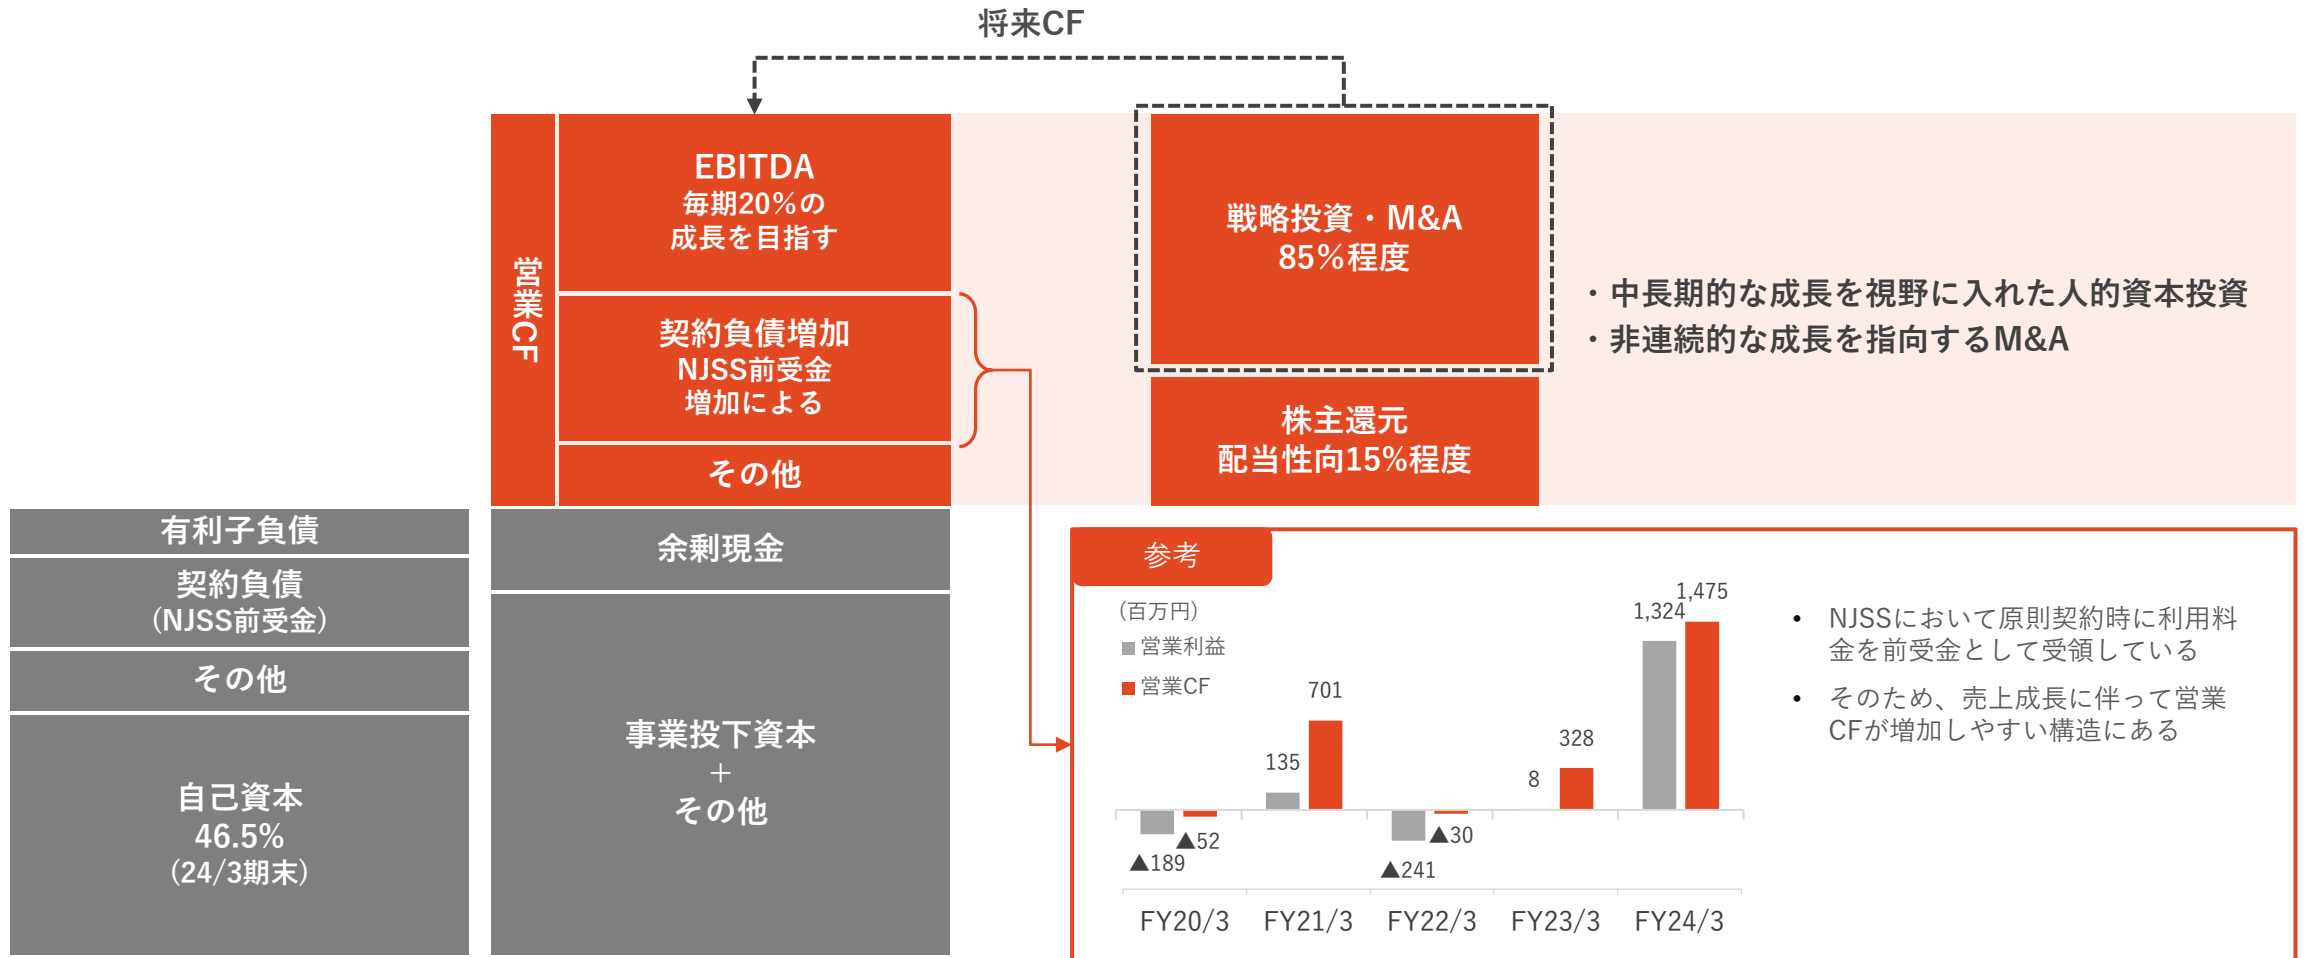 将来CF
営業CF
EBITDA
毎期20%の
成長を目指す
契約負債増加
NJSS前受金
増加による
その他
戦略投資・M&A
85%程度
株主還元
配当性向15%程度
・中長期的な成長を視野に入れた人的資本投資
・非連続的な成長を指向するM&A
有利子負債
契約負債
(NJSS前受金)
その他
自己資本
46.5%
(24/3期末)
余剰現金
事業投下資本
+
その他
参考
(百万円)
営業利益
営業CF
▲189
▲52
135
701
▲241
▲30
8
328
1,324
1,475
FY20/3 FY21/3 FY22/3 FY23/3 FY24/3
• NJSSにおいて原則契約時に利用料
金を前受金として受領している
• そのため、売上成長に伴って営業
CFが増加しやすい構造にある